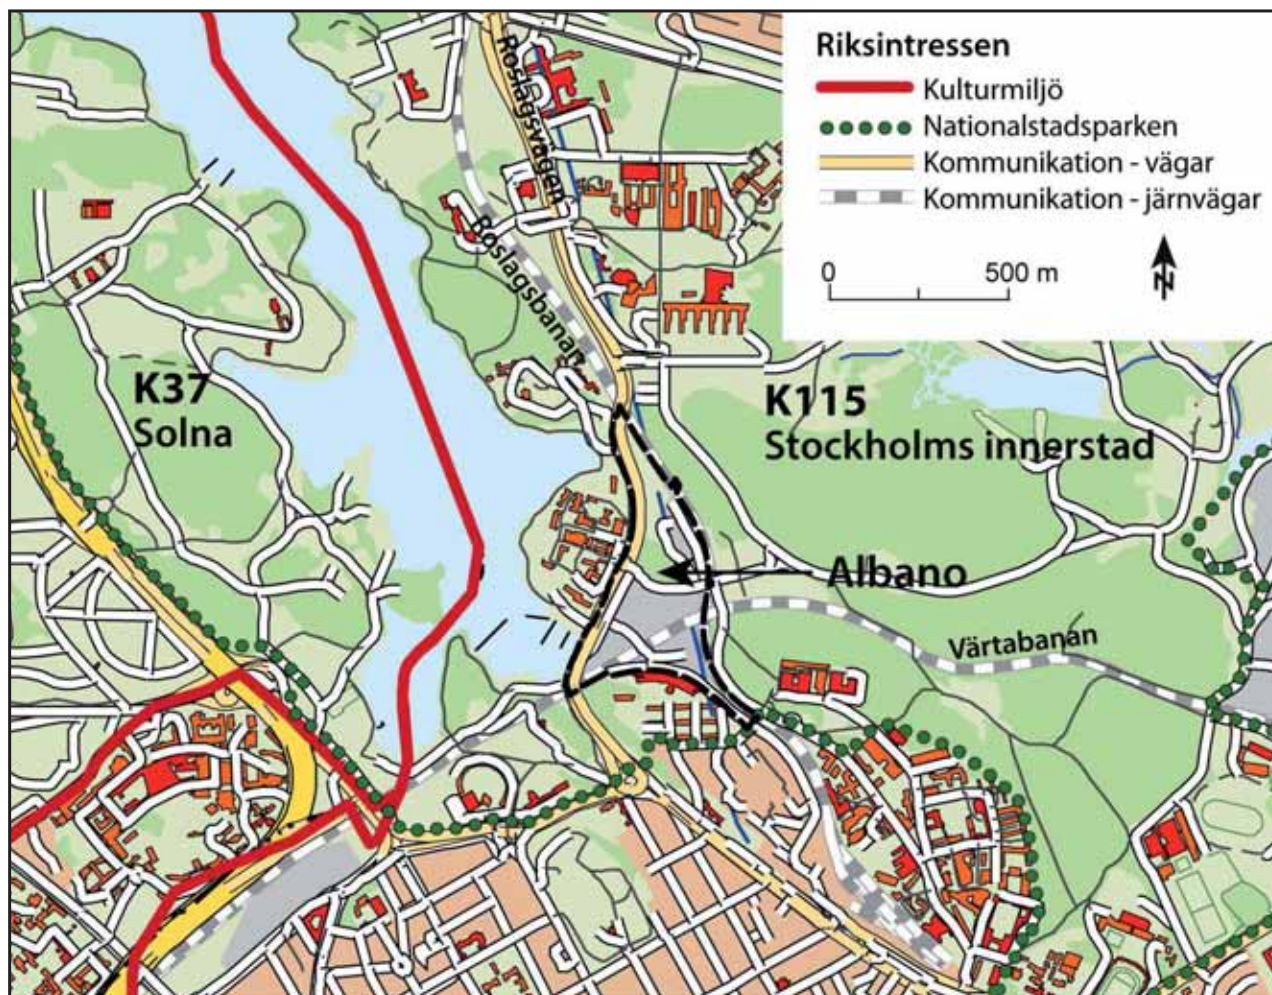 Riksintressen
Kulturmiljö
Nationalstadsparken
Kommunikation - vägar
Kommunikation - järnvägar
0 500 m
N
Roslagsvägen
Roslagsbanan
K37
Solna
K115
Stockholms innerstad
Albano
Värtabanan